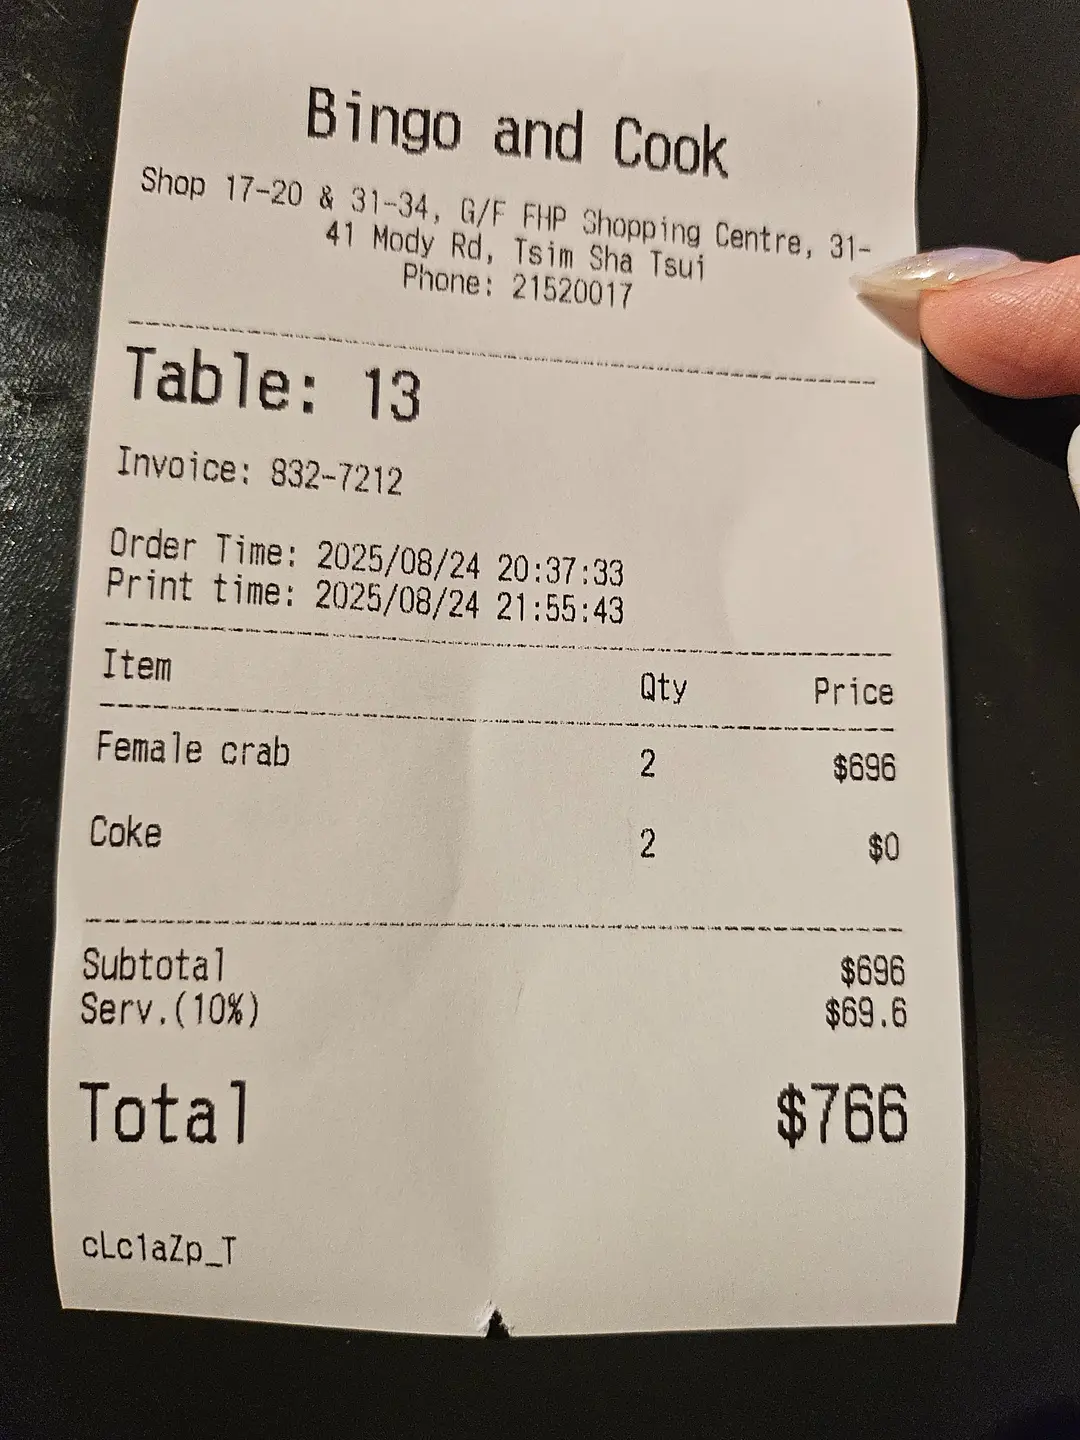 Bingo and Cook
Shop 17-20 & 31-34, G/F FHP Shopping Centre, 31-
41 Mody Rd, Tsim Sha Tsui
Phone: 21520017
Table: 13
Invoice: 832-7212
Order Time: 2025/08/24 20:37:33
Print time: 2025/08/24 21:55:43
Item Qty Price
Female crab 2 $696
Coke 2 $0
Subtotal $696
Serv.(10%) $69.6
Total $766
cLc1aZp_T